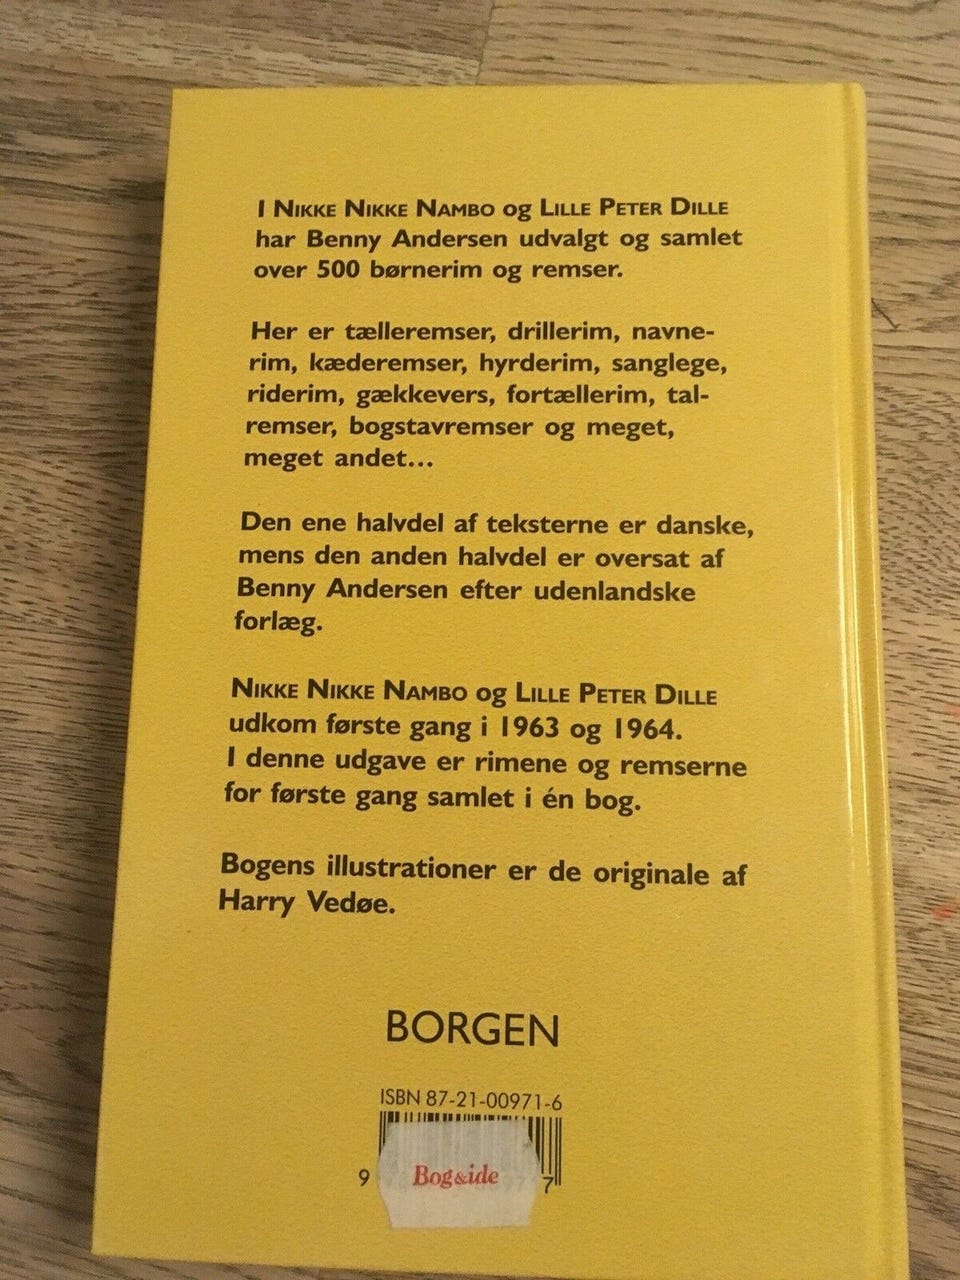 I NIKKE NIKKE NAMBO og LILLE PETER DILLE
har Benny Andersen udvalgt og samlet
over 500 børnerim og remser.
Her er tælleremser, drillerim, navne-
rim, kæderemser, hyrderim, sanglege,
riderim, gækkevers, fortællerim, tal-
remser, bogstavremser og meget,
meget andet...
Den ene halvdel af teksterne er danske,
mens den anden halvdel er oversat af
Benny Andersen efter udenlandske
forlæg.
NIKKE NIKKE NAMBO og LILLE PETER DILLE
udkom første gang i 1963 og 1964.
I denne udgave er rimene og remserne
for første gang samlet i én bog.
Bogens illustrationer er de originale af
Harry Vedøe.
BORGEN
ISBN 87-21-00971-6
9
Bog&ide
7